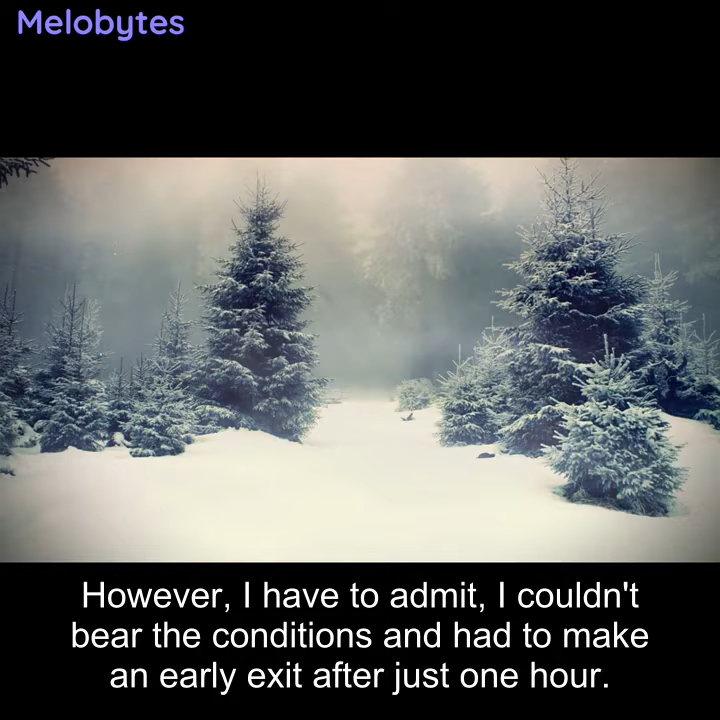 Melobytes
However, I have to admit, I couldn't
bear the conditions and had to make
an early exit after just one hour.